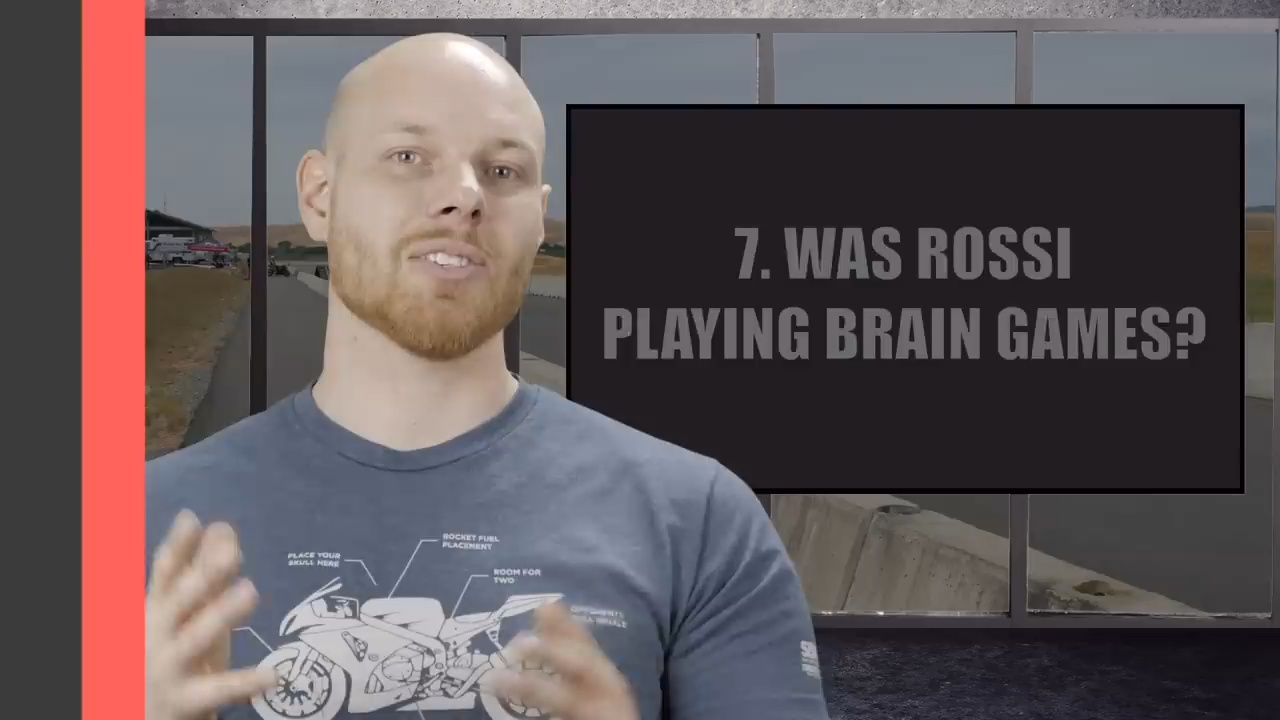 7. WAS ROSSI
PLAYING BRAIN GAMES?
ROCKET FUEL
PLACEMENT
PLACE YOUR
SKULL HERE
ROOM FOR
TWO